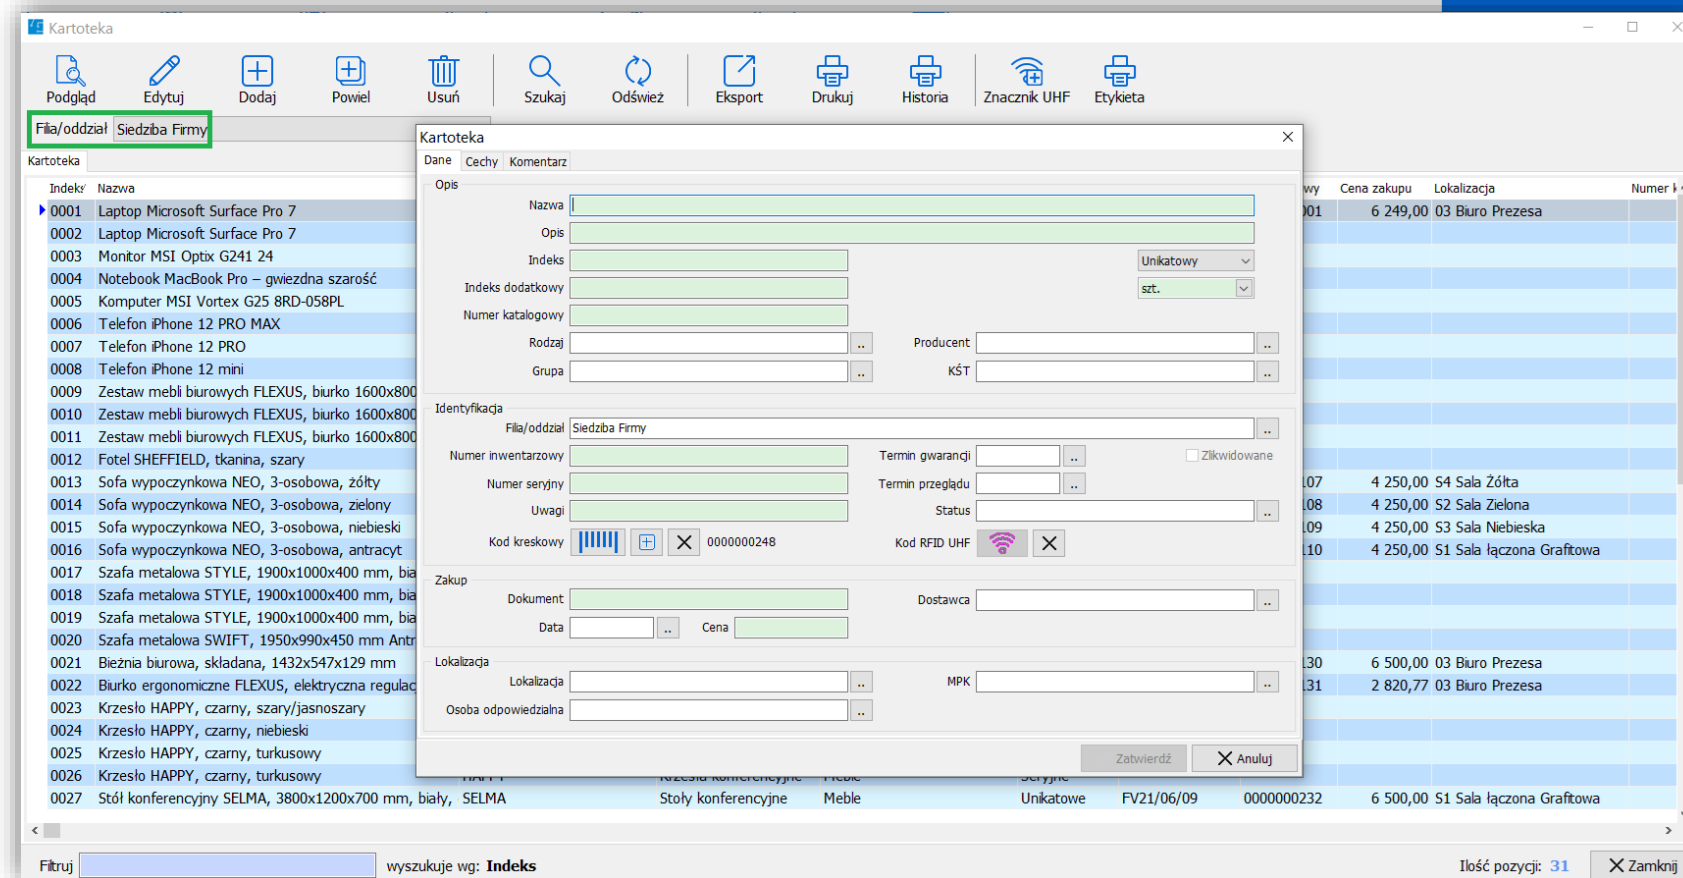 Kartoteka
Podgląd Edytuj Dodaj Powiel Usuń Szukaj Odśwież Eksport Drukuj Historia Znacznik UHF Etykieta
Filia/oddział Siedziba Firmy
Kartoteka
Indeks Nazwa wy Cena zakupu Lokalizacja Numer k
0001 Laptop Microsoft Surface Pro 7 001 6 249,00 03 Biuro Prezesa
0002 Laptop Microsoft Surface Pro 7
0003 Monitor MSI Optix G241 24
0004 Notebook MacBook Pro – gwiezdna szarość
0005 Komputer MSI Vortex G25 8RD-058PL
0006 Telefon iPhone 12 PRO MAX
0007 Telefon iPhone 12 PRO
0008 Telefon iPhone 12 mini
0009 Zestaw mebli biurowych FLEXUS, biurko 1600x800
0010 Zestaw mebli biurowych FLEXUS, biurko 1600x800
0011 Zestaw mebli biurowych FLEXUS, biurko 1600x800
0012 Fotel SHEFFIELD, tkanina, szary
0013 Sofa wypoczynkowa NEO, 3-osobowa, żółty 107 4 250,00 S4 Sala Żółta
0014 Sofa wypoczynkowa NEO, 3-osobowa, zielony 108 4 250,00 S2 Sala Zielona
0015 Sofa wypoczynkowa NEO, 3-osobowa, niebieski 109 4 250,00 S3 Sala Niebieska
0016 Sofa wypoczynkowa NEO, 3-osobowa, antracyt 110 4 250,00 S1 Sala łączona Grafitowa
0017 Szafa metalowa STYLE, 1900x1000x400 mm, bia
0018 Szafa metalowa STYLE, 1900x1000x400 mm, bia
0019 Szafa metalowa STYLE, 1900x1000x400 mm, bia
0020 Szafa metalowa SWIFT, 1950x990x450 mm Antr
0021 Bieżnia biurowa, składana, 1432x547x129 mm 130 6 500,00 03 Biuro Prezesa
0022 Biurko ergonomiczne FLEXUS, elektryczna regulac 131 2 820,77 03 Biuro Prezesa
0023 Krzesło HAPPY, czarny, szary/jasnoszary
0024 Krzesło HAPPY, czarny, niebieski
0025 Krzesło HAPPY, czarny, turkusowy
0026 Krzesło HAPPY, czarny, turkusowy HAPPY Krzesła konferencyjne Meble Seryjne
0027 Stół konferencyjny SELMA, 3800x1200x700 mm, biały, SELMA Stoły konferencyjne Meble Unikatowe FV21/06/09 0000000232 6 500,00 S1 Sala łączona Grafitowa
Kartoteka
Dane Cechy Komentarz
Opis
Nazwa
Opis
Indeks Unikatowy
Indeks dodatkowy szt.
Numer katalogowy
Rodzaj .. Producent ..
Grupa .. KŚT ..
Identyfikacja
Filia/oddział Siedziba Firmy ..
Numer inwentarzowy Termin gwarancji .. Zlikwidowane
Numer seryjny Termin przeglądu ..
Uwagi Status ..
Kod kreskowy 0000000248 Kod RFID UHF
Zakup
Dokument Dostawca ..
Data .. Cena
Lokalizacja
Lokalizacja .. MPK ..
Osoba odpowiedzialna ..
Zatwierdź Anuluj
Filtruj wyszukuje wg: Indeks Ilość pozycji: 31 Zamknij